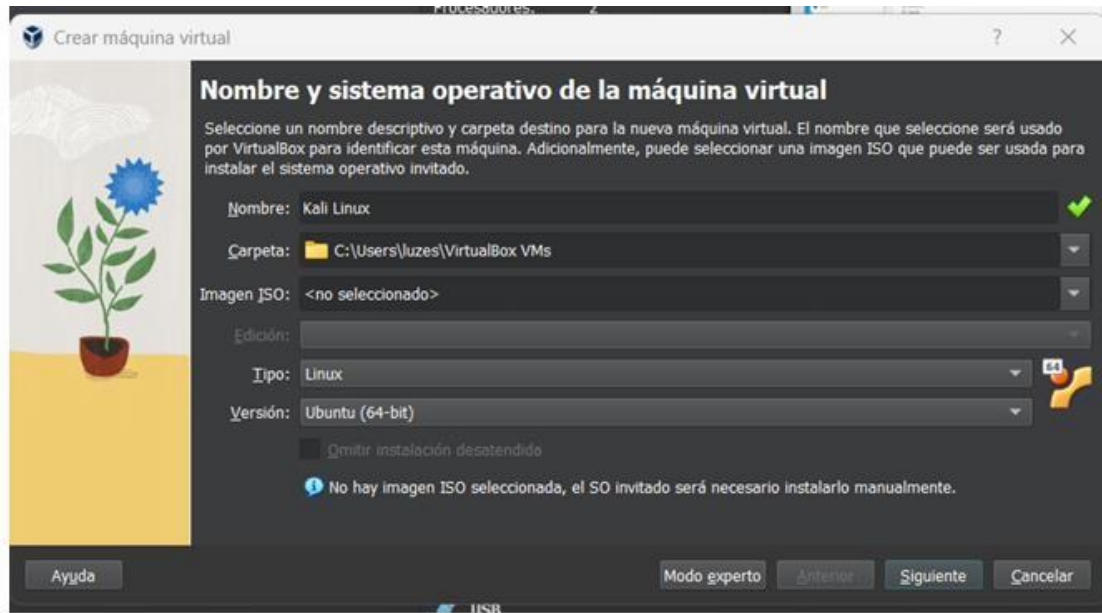 Procesadores: 2
Crear máquina virtual
?
Nombre y sistema operativo de la máquina virtual
Seleccione un nombre descriptivo y carpeta destino para la nueva máquina virtual. El nombre que seleccione será usado
por VirtualBox para identificar esta máquina. Adicionalmente, puede seleccionar una imagen ISO que puede ser usada para
instalar el sistema operativo invitado.
Nombre: Kali Linux
Carpeta: C:\Users\luzes\VirtualBox VMs
Imagen ISO: <no seleccionado>
Edición:
Tipo: Linux
64
Versión: Ubuntu (64-bit)
Omitir instalación desatendida
No hay imagen ISO seleccionada, el SO invitado será necesario instalarlo manualmente.
Ayuda Modo experto Anterior Siguiente Cancelar
USB